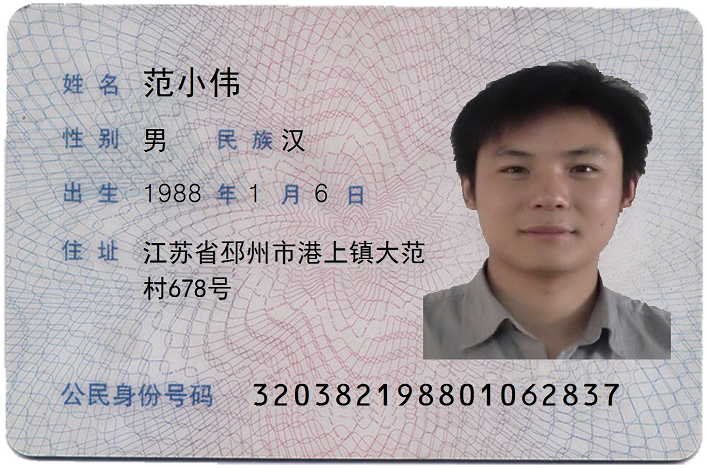 姓名 范小伟
性别 男 民族 汉
出生 1988 年 1 月 6 日
住址 江苏省邳州市港上镇大范
村678号
公民身份号码 320382198801062837